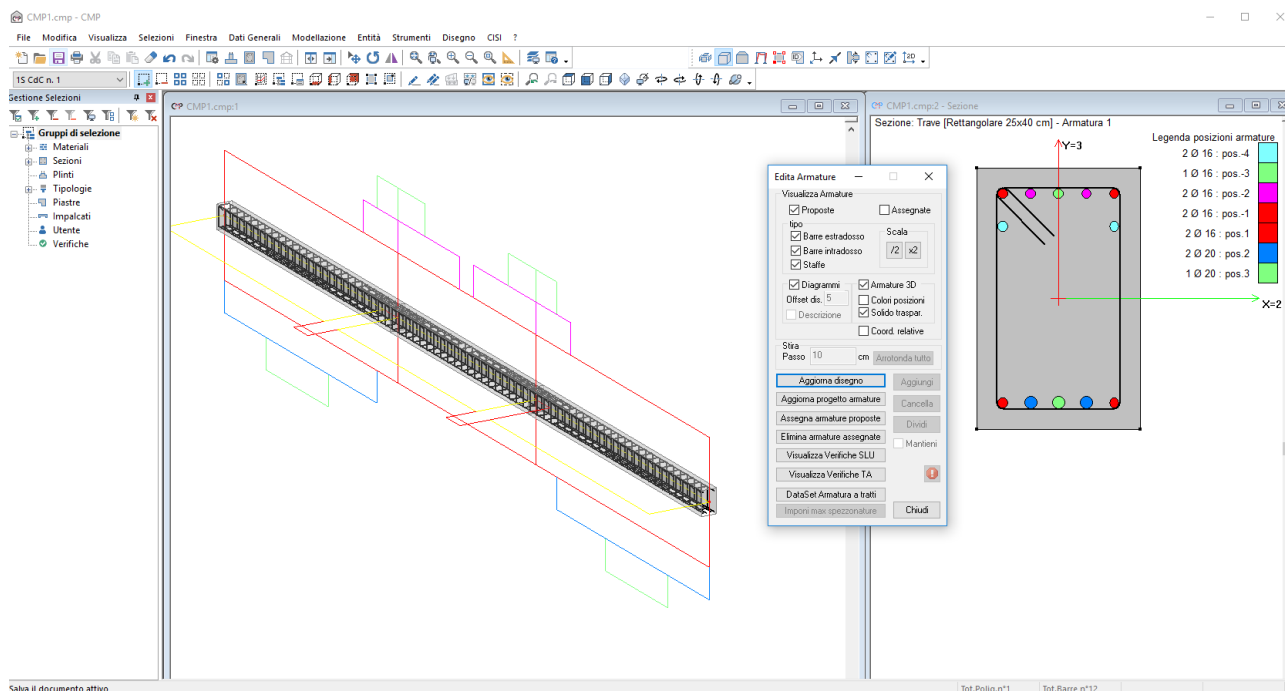 CMP1.cmp - CMP
File Modifica Visualizza Selezioni Finestra Dati Generali Modellazione Entità Strumenti Disegno CISI ?
1S CdC n. 1
Gestione Selezioni
Gruppi di selezione
Materiali
Sezioni
Plinti
Tipologie
Piastre
Impalcati
Utente
Verifiche
CMP1.cmp:1
Edita Armature
Visualizza Armature
Proposte Assegnate
tipo
Barre estradosso
Barre intradosso
Staffe
Scala
/2 x2
Diagrammi
Offset dis. 5
Descrizione
Armature 3D
Colori posizioni
Solido traspar.
Coord. relative
Stira
Passo 10 cm Arrotonda tutto
Aggiorna disegno Aggiungi
Aggiorna progetto armature Cancella
Assegna armature proposte Dividi
Elimina armature assegnate Mantieni
Visualizza Verifiche SLU
Visualizza Verifiche TA
DataSet Armatura a tratti
Imponi max spezzonature Chiudi
CMP1.cmp:2 - Sezione
Sezione: Trave [Rettangolare 25x40 cm] - Armatura 1
Legenda posizioni armature
2 Ø 16 : pos.-4
1 Ø 16 : pos.-3
2 Ø 16 : pos.-2
2 Ø 16 : pos.-1
2 Ø 16 : pos.1
2 Ø 20 : pos.2
1 Ø 20 : pos.3
Y=3
X=2
Salva il documento attivo
Tot.Polig.n°1 Tot.Barre n°12